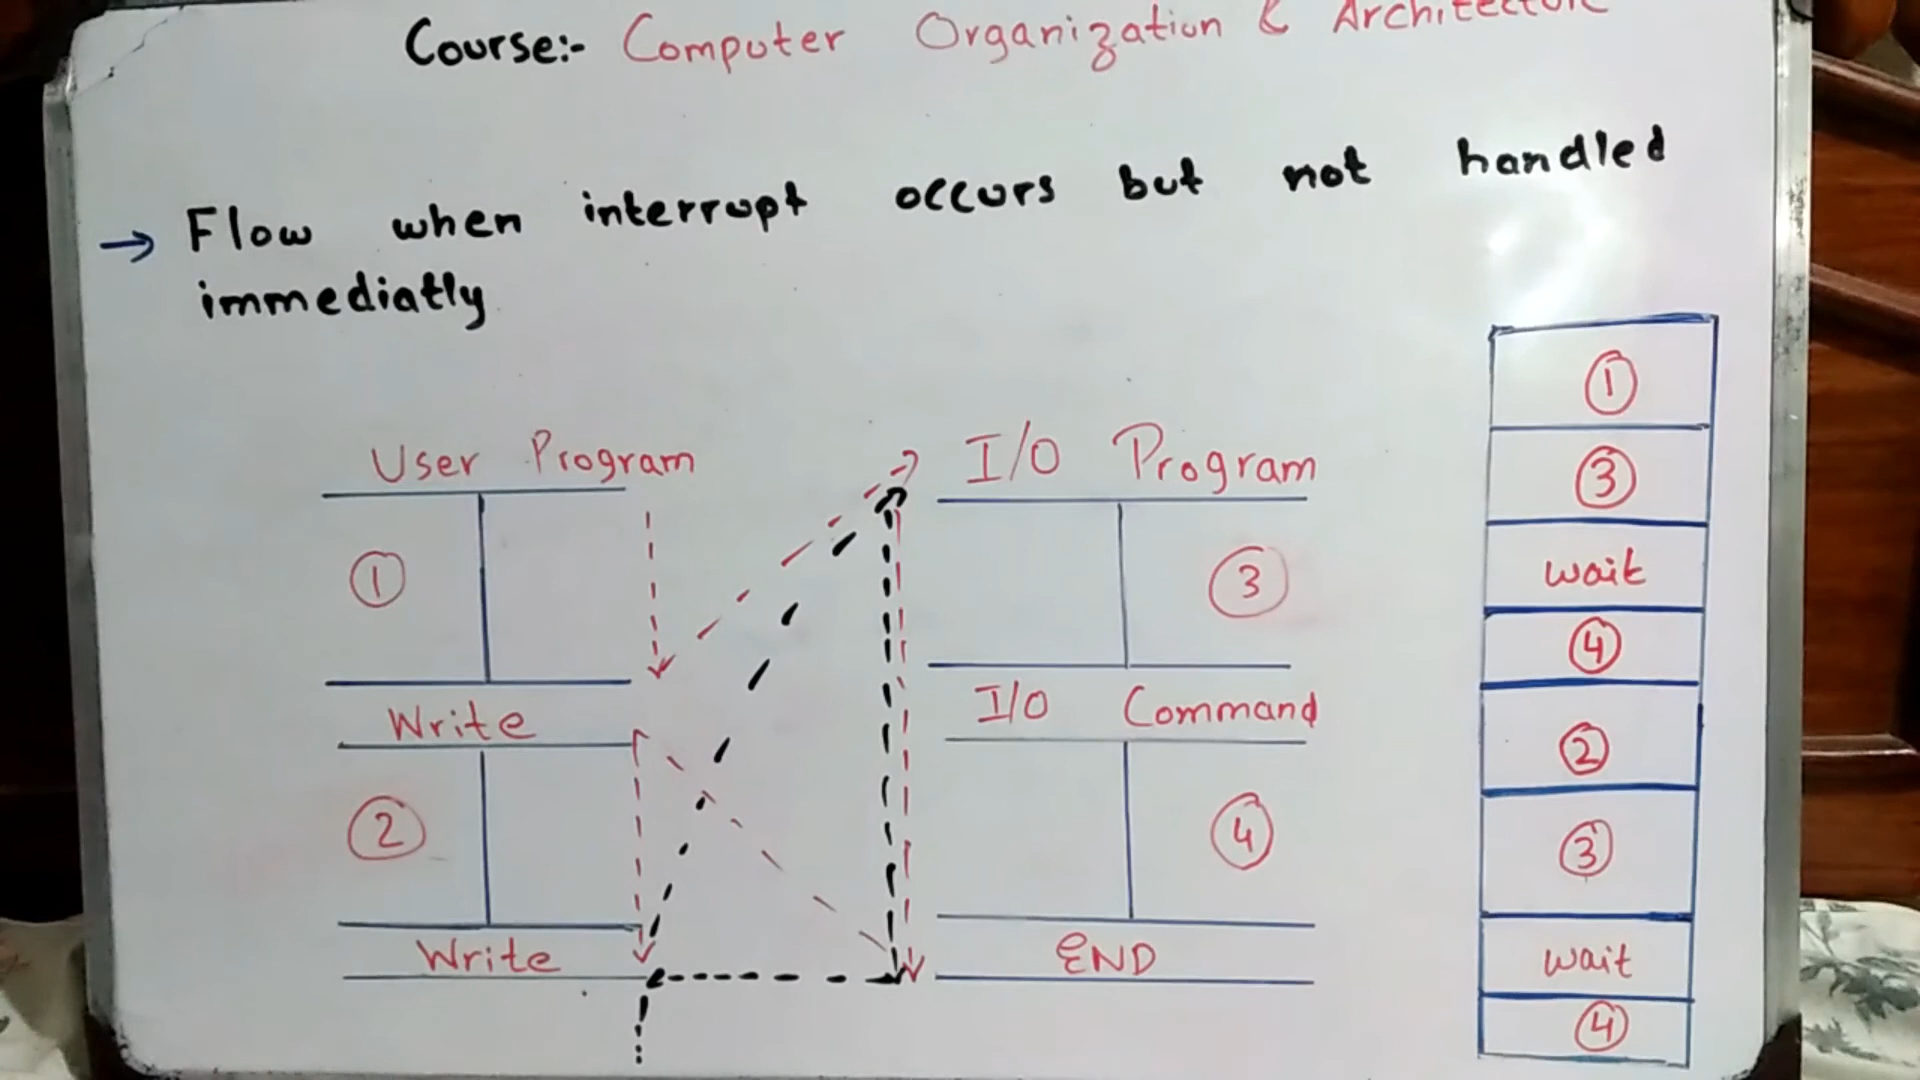 Course:- Computer Organization & Architecture
→ Flow when interrupt occurs but not handled
immediatly
User Program
I/O Program
①
③
Write
I/O Command
②
④
Write
END
①
③
wait
④
②
③
wait
④